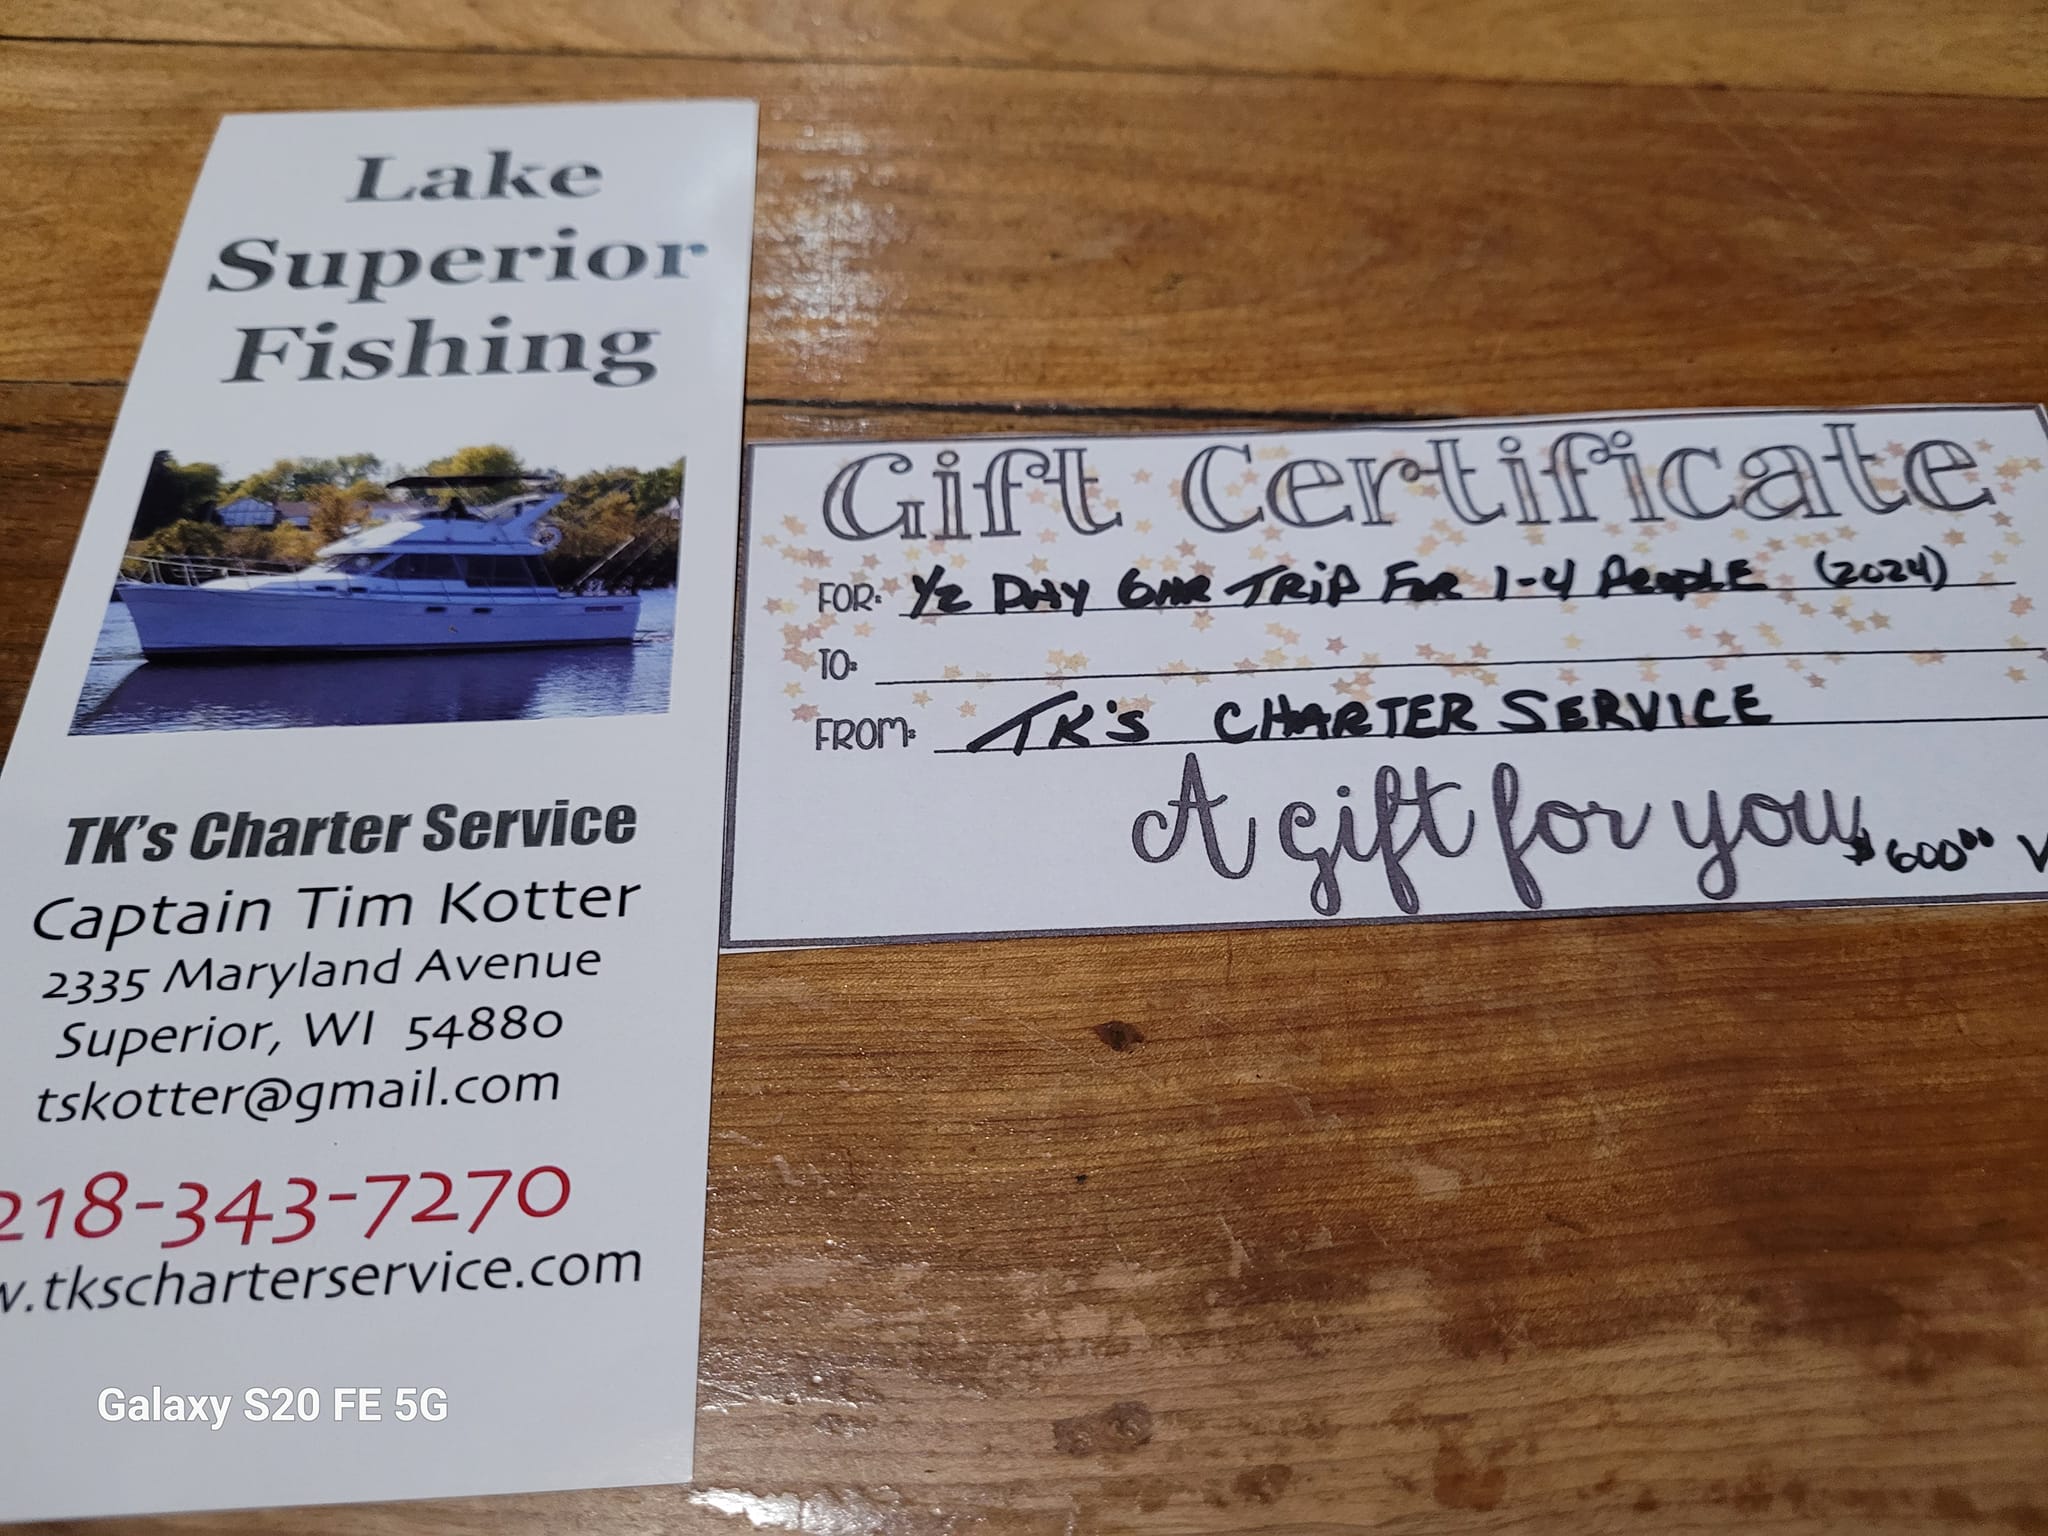 Lake
Superior
Fishing
TK's Charter Service
Captain Tim Kotter
2335 Maryland Avenue
Superior, WI 54880
tskotter@gmail.com
218-343-7270
w.tkscharterservice.com
Gift Certificate
FOR: 1/2 DAY 6HR TRIP FOR 1-4 PEOPLE (2024)
TO:
FROM: TK'S CHARTER SERVICE
A gift for you
$600.00 V
Galaxy S20 FE 5G